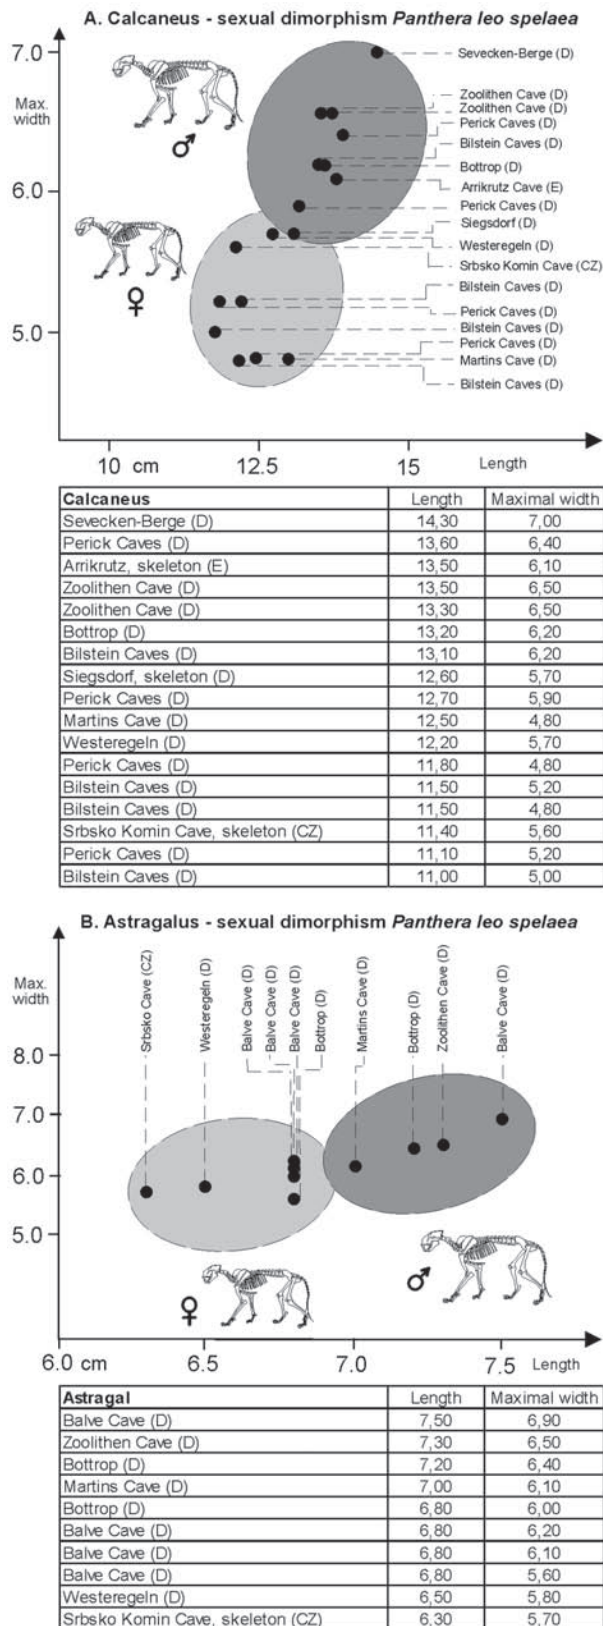 A. Calcaneus - sexual dimorphism Panthera leo spelaea
7.0
Max. width
6.0
5.0
♂
♀
Sevecken-Berge (D)
Zoolithen Cave (D)
Zoolithen Cave (D)
Perick Caves (D)
Bilstein Caves (D)
Bottrop (D)
Arrikrutz Cave (E)
Perick Caves (D)
Siegsdorf (D)
Westeregeln (D)
Srbsko Komin Cave (CZ)
Bilstein Caves (D)
Perick Caves (D)
Bilstein Caves (D)
Perick Caves (D)
Martins Cave (D)
Bilstein Caves (D)
10 cm 12.5 15 Length
Calcaneus Length Maximal width
Sevecken-Berge (D) 14,30 7,00
Perick Caves (D) 13,60 6,40
Arrikrutz, skeleton (E) 13,50 6,10
Zoolithen Cave (D) 13,50 6,50
Zoolithen Cave (D) 13,30 6,50
Bottrop (D) 13,20 6,20
Bilstein Caves (D) 13,10 6,20
Siegsdorf, skeleton (D) 12,60 5,70
Perick Caves (D) 12,70 5,90
Martins Cave (D) 12,50 4,80
Westeregeln (D) 12,20 5,70
Perick Caves (D) 11,80 4,80
Bilstein Caves (D) 11,50 5,20
Bilstein Caves (D) 11,50 4,80
Srbsko Komin Cave, skeleton (CZ) 11,40 5,60
Perick Caves (D) 11,10 5,20
Bilstein Caves (D) 11,00 5,00
B. Astragalus - sexual dimorphism Panthera leo spelaea
Max. width
8.0
7.0
6.0
5.0
Srbsko Cave (CZ)
Westeregeln (D)
Balve Cave (D)
Balve Cave (D)
Balve Cave (D)
Bottrop (D)
Martins Cave (D)
Bottrop (D)
Zoolithen Cave (D)
Balve Cave (D)
♀
♂
6.0 cm 6.5 7.0 7.5 Length
Astragal Length Maximal width
Balve Cave (D) 7,50 6,90
Zoolithen Cave (D) 7,30 6,50
Bottrop (D) 7,20 6,40
Martins Cave (D) 7,00 6,10
Bottrop (D) 6,80 6,00
Balve Cave (D) 6,80 6,20
Balve Cave (D) 6,80 6,10
Balve Cave (D) 6,80 5,60
Westeregeln (D) 6,50 5,80
Srbsko Komin Cave, skeleton (CZ) 6,30 5,70